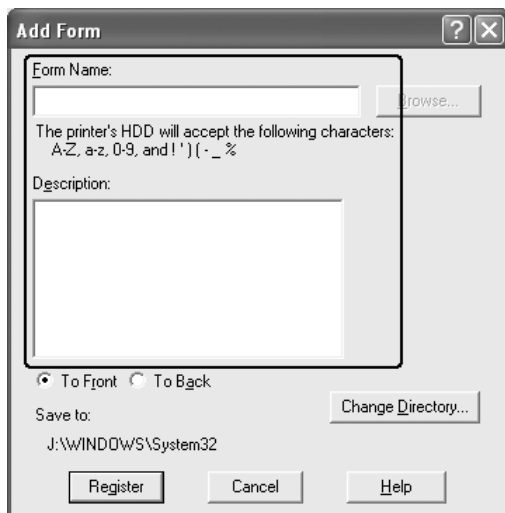 Add Form
Form Name:
Browse...
The printer's HDD will accept the following characters:
A-Z, a-z, 0-9, and ! ' ) ( - _ %
Description:
To Front To Back
Change Directory...
Save to:
J:\WINDOWS\System32
Register Cancel Help